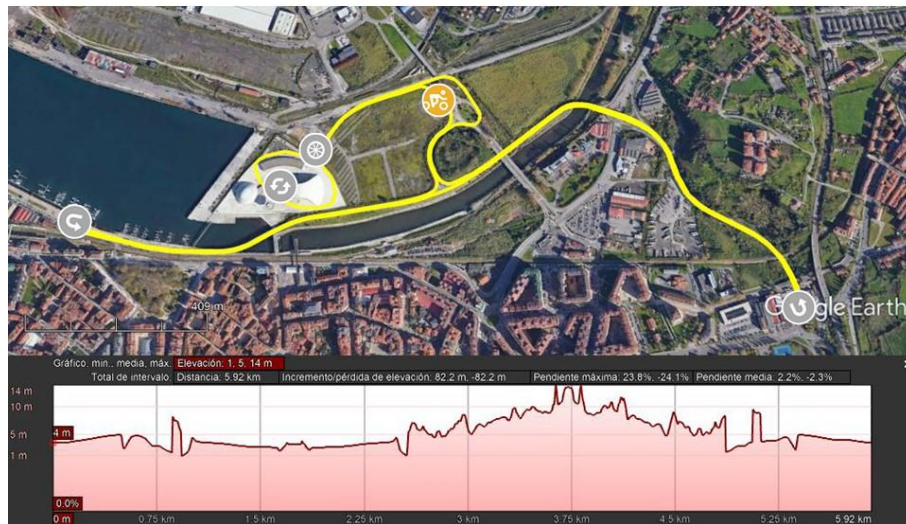 409 m
Google Earth
Gráfico. min., media, máx. Elevación: 1, 5, 14 m
Total de intervalo. Distancia: 5.92 km Incremento/pérdida de elevación: 82.2 m, -82.2 m Pendiente máxima: 23.8%, -24.1% Pendiente media: 2.2%, -2.3%
14 m
10 m
5 m
4 m
1 m
0.0%
0 m 0.75 km 1.5 km 2.25 km 3 km 3.75 km 4.5 km 5.25 km 5.92 km